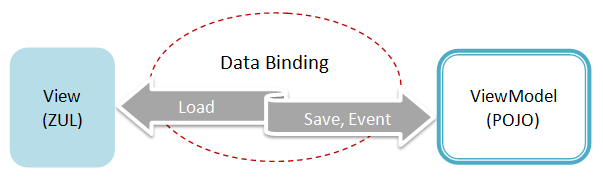 Data Binding
View
(ZUL)
Load
Save, Event
ViewModel
(POJO)